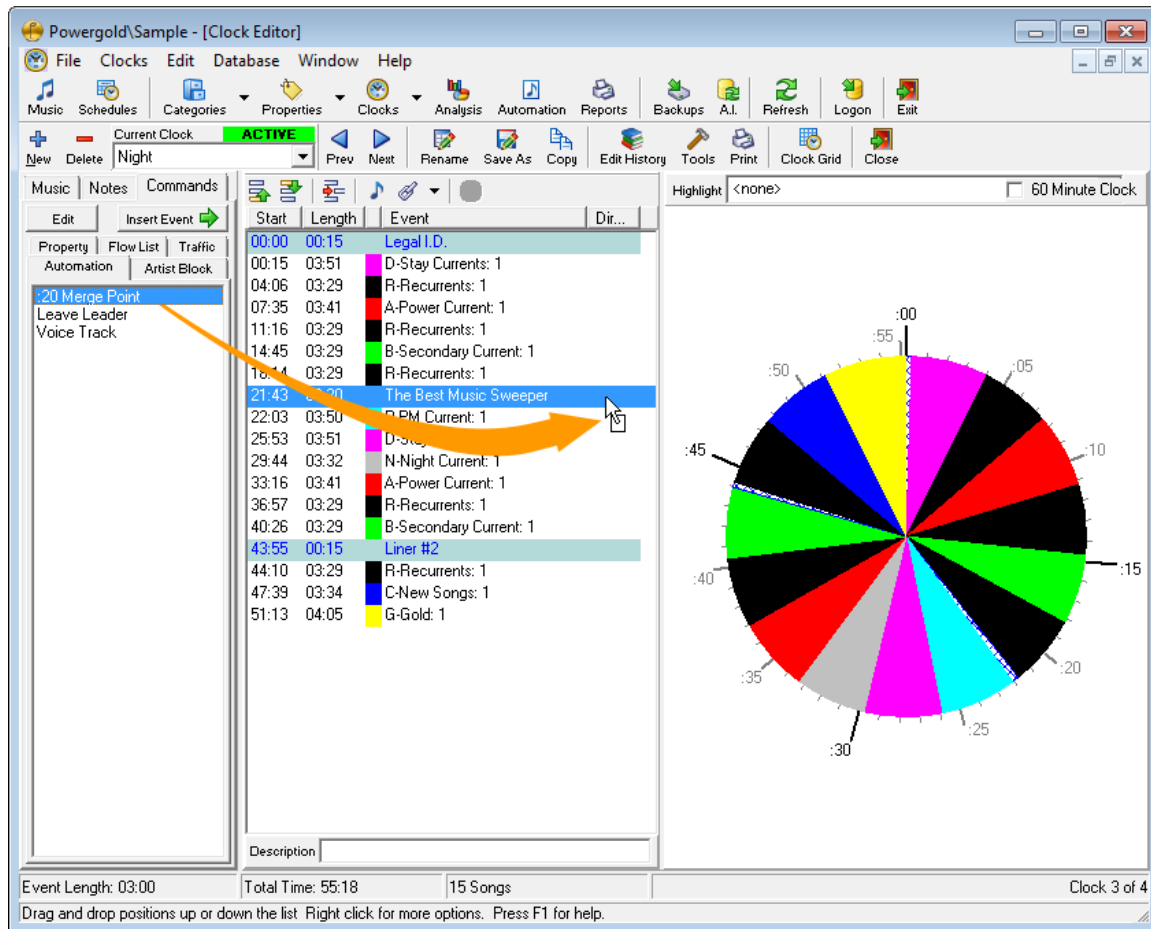 Powergold\Sample - [Clock Editor]
File Clocks Edit Database Window Help
Music Schedules Categories Properties Clocks Analysis Automation Reports Backups A.I. Refresh Logon Exit
New Delete Current Clock ACTIVE Night Prev Next Rename Save As Copy Edit History Tools Print Clock Grid Close
Music Notes Commands
Edit Insert Event
Property Flow List Traffic
Automation Artist Block
:20 Merge Point
Leave Leader
Voice Track
Start Length Event Dir...
00:00 00:15 Legal I.D.
00:15 03:51 D-Stay Currents: 1
04:06 03:29 R-Recurrents: 1
07:35 03:41 A-Power Current: 1
11:16 03:29 R-Recurrents: 1
14:45 03:29 B-Secondary Current: 1
18:14 03:29 R-Recurrents: 1
21:43 The Best Music Sweeper
22:03 03:50 PM Current: 1
25:53 03:51
29:44 03:32 N-Night Current: 1
33:16 03:41 A-Power Current: 1
36:57 03:29 R-Recurrents: 1
40:26 03:29 B-Secondary Current: 1
43:55 00:15 Liner #2
44:10 03:29 R-Recurrents: 1
47:39 03:34 C-New Songs: 1
51:13 04:05 G-Gold: 1
Description
Highlight <none> 60 Minute Clock
:00
:05
:10
:15
:20
:25
:30
:35
:40
:45
:50
:55
Event Length: 03:00 Total Time: 55:18 15 Songs Clock 3 of 4
Drag and drop positions up or down the list Right click for more options. Press F1 for help.